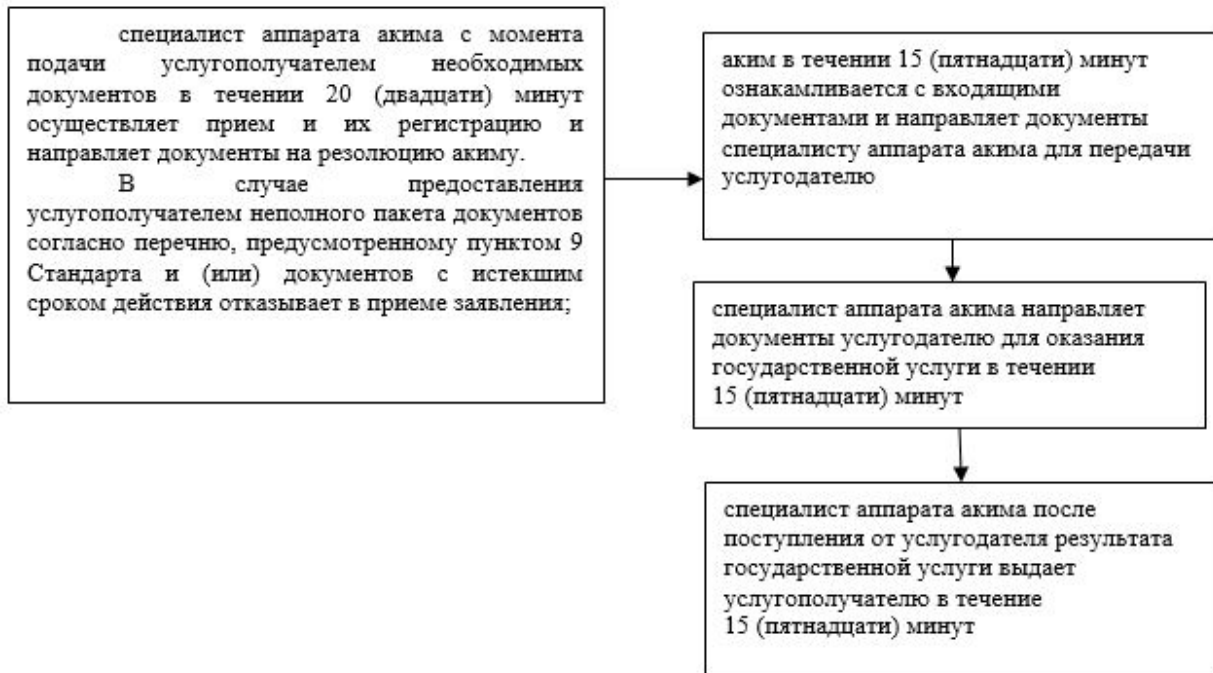 специалист аппарата акима с момента
подачи услугополучателем необходимых
документов в течении 20 (двадцати) минут
осуществляет прием и их регистрацию и
направляет документы на резолюцию акиму.
В случае предоставления
услугополучателем неполного пакета документов
согласно перечню, предусмотренному пунктом 9
Стандарта и (или) документов с истекшим
сроком действия отказывает в приеме заявления;
аким в течении 15 (пятнадцати) минут
ознакамливается с входящими
документами и направляет документы
специалисту аппарата акима для передачи
услугодателю
специалист аппарата акима направляет
документы услугодателю для оказания
государственной услуги в течении
15 (пятнадцати) минут
специалист аппарата акима после
поступления от услугодателя результата
государственной услуги выдает
услугополучателю в течение
15 (пятнадцати) минут